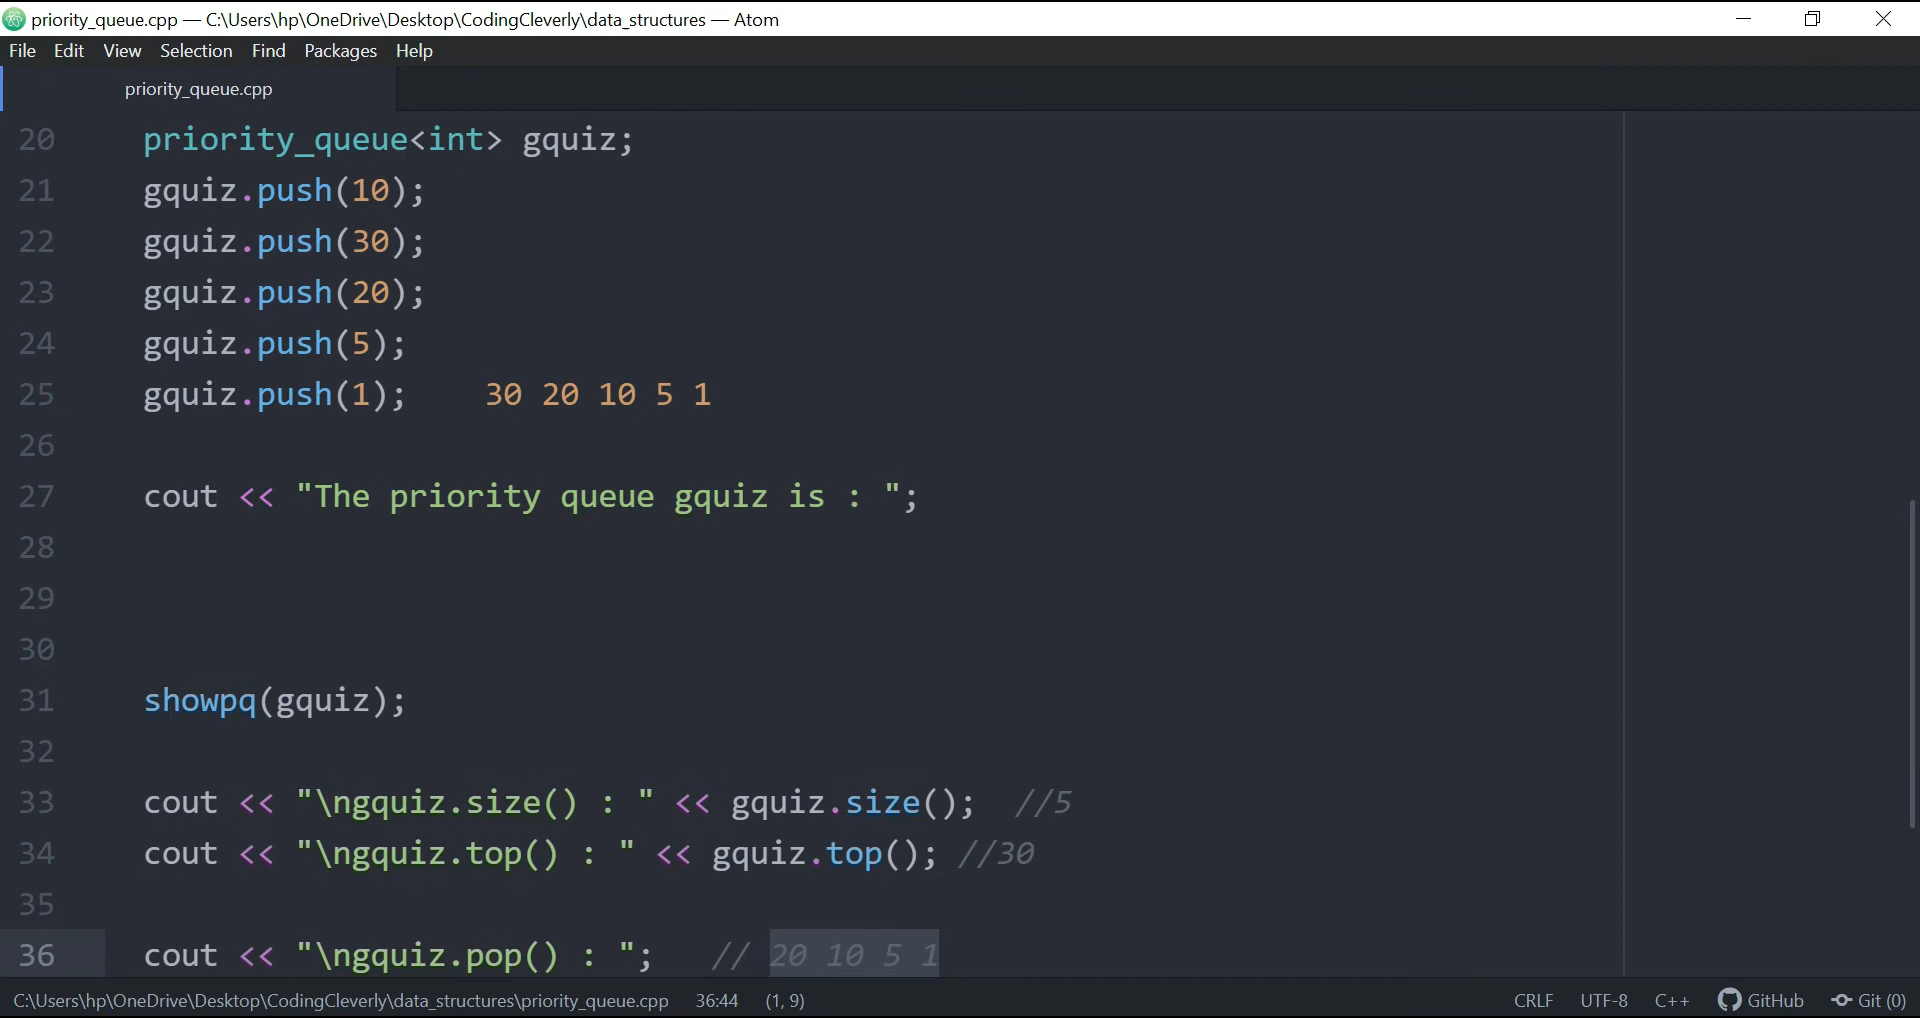 priority_queue.cpp — C:\Users\hp\OneDrive\Desktop\CodingCleverly\data_structures — Atom
File Edit View Selection Find Packages Help
priority_queue.cpp
20 priority_queue<int> gquiz;
21 gquiz.push(10);
22 gquiz.push(30);
23 gquiz.push(20);
24 gquiz.push(5);
25 gquiz.push(1); 30 20 10 5 1
26
27 cout << "The priority queue gquiz is : ";
28
29
30
31 showpq(gquiz);
32
33 cout << "\ngquiz.size() : " << gquiz.size(); //5
34 cout << "\ngquiz.top() : " << gquiz.top(); //30
35
36 cout << "\ngquiz.pop() : "; // 20 10 5 1
C:\Users\hp\OneDrive\Desktop\CodingCleverly\data_structures\priority_queue.cpp 36:44 (1, 9) CRLF UTF-8 C++ GitHub Git (0)